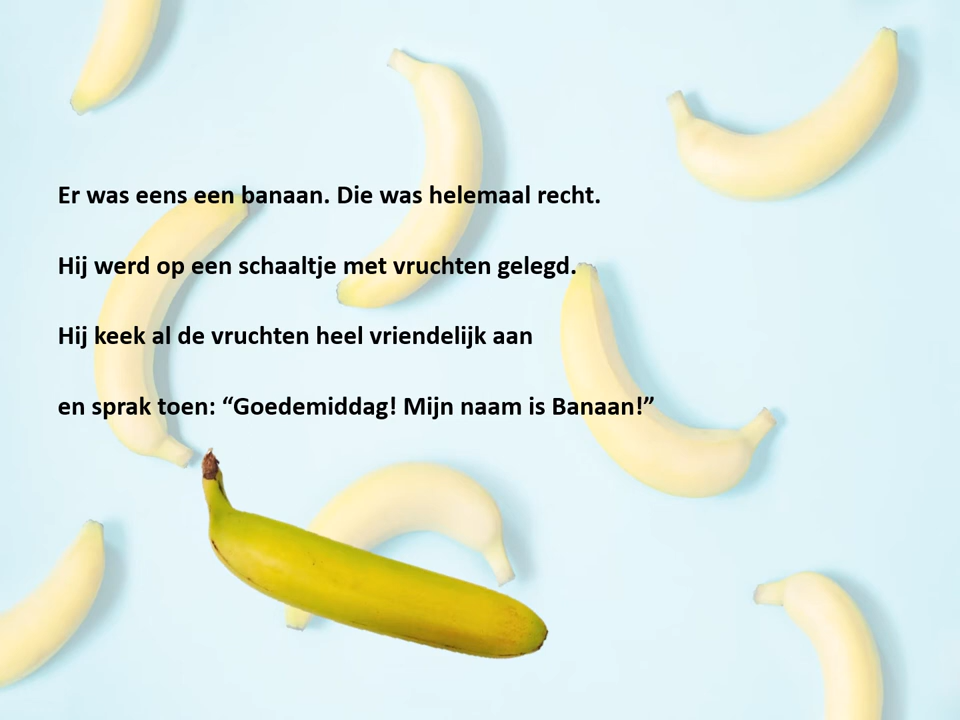 Er was eens een banaan. Die was helemaal recht.
Hij werd op een schaaltje met vruchten gelegd.
Hij keek al de vruchten heel vriendelijk aan
en sprak toen: “Goedemiddag! Mijn naam is Banaan!”